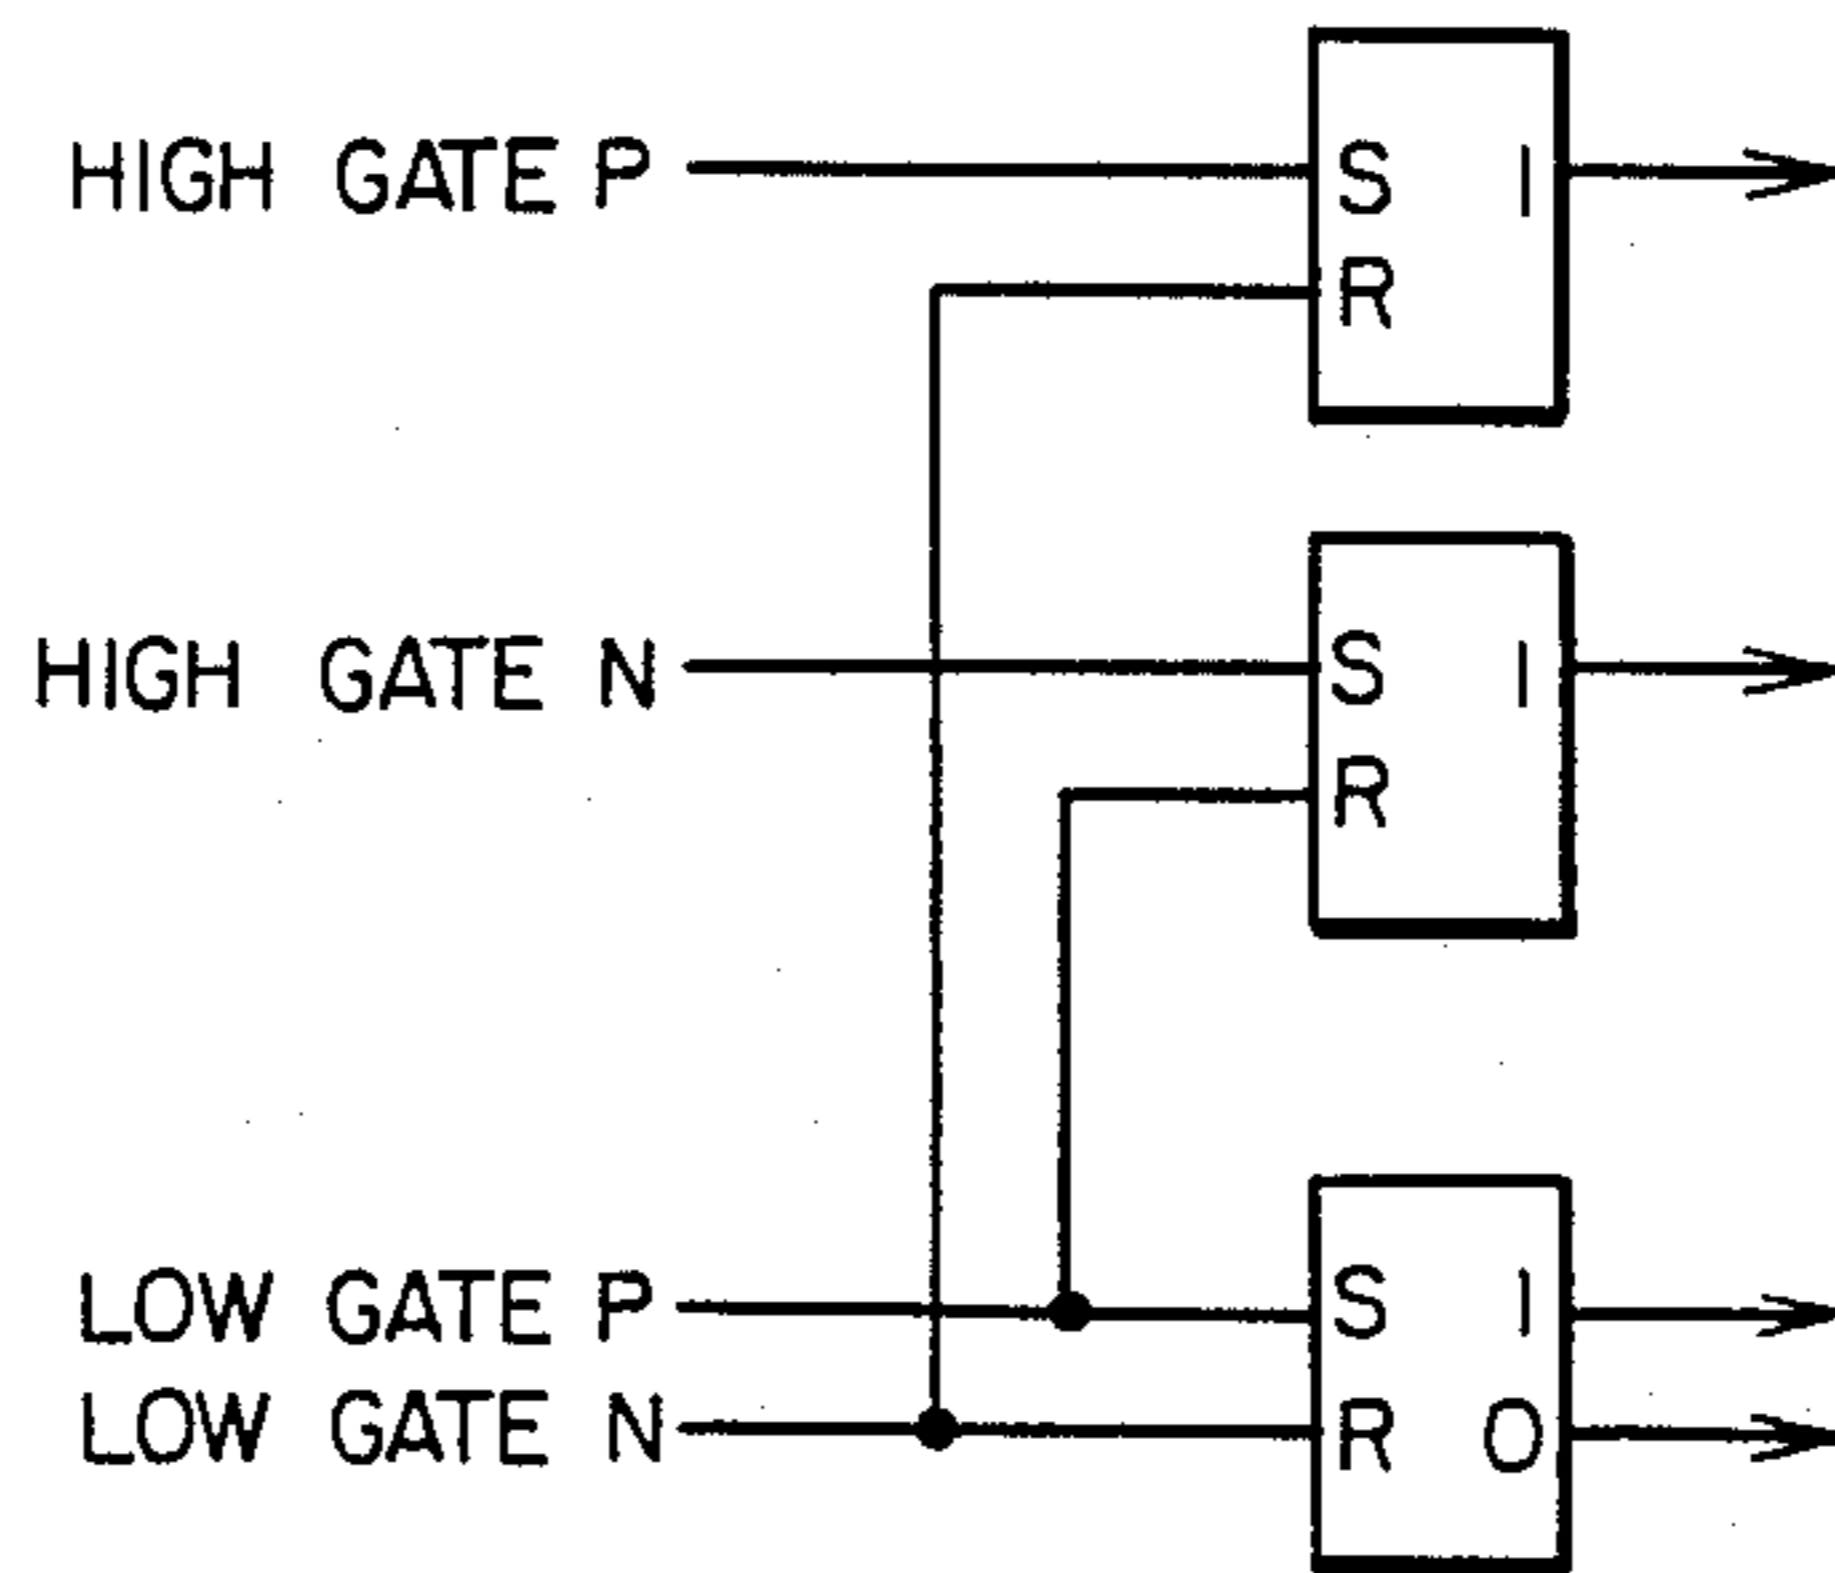 HIGH GATE P
S 1
R
HIGH GATE N
S 1
R
LOW GATE P
S 1
LOW GATE N
R 0